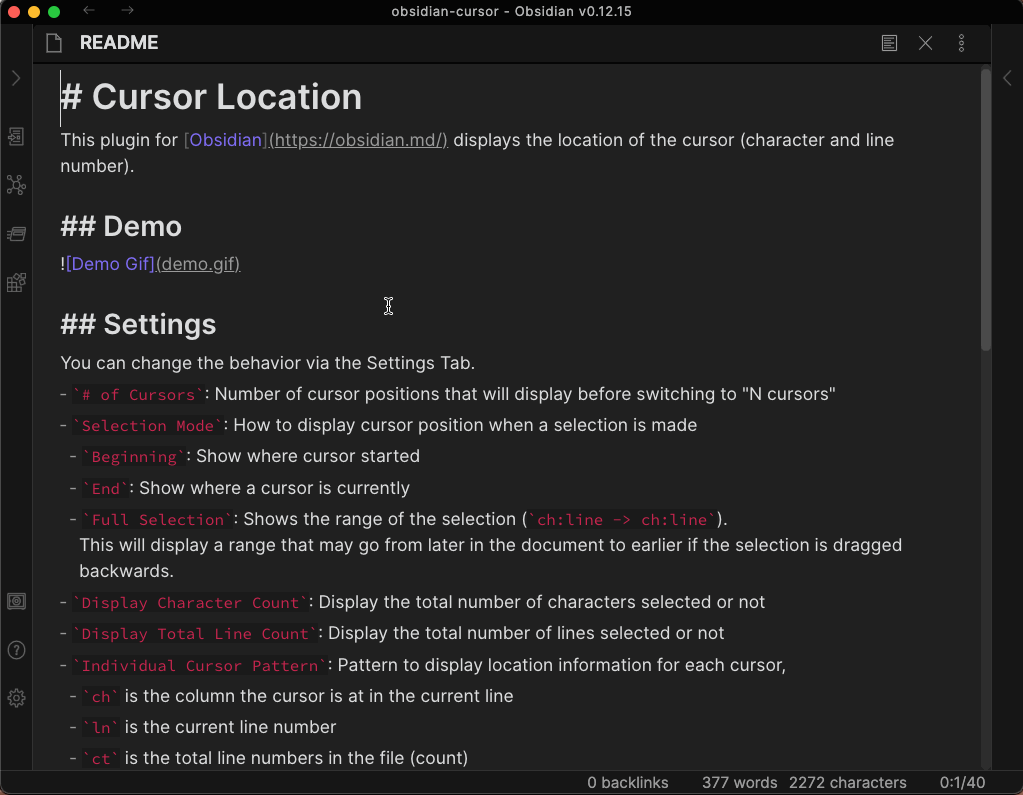 obsidian-cursor - Obsidian v0.12.15
README
# Cursor Location
This plugin for [Obsidian](https://obsidian.md/) displays the location of the cursor (character and line
number).
## Demo
![Demo Gif](demo.gif)
## Settings
You can change the behavior via the Settings Tab.
- `# of Cursors`: Number of cursor positions that will display before switching to "N cursors"
- `Selection Mode`: How to display cursor position when a selection is made
- `Beginning`: Show where cursor started
- `End`: Show where a cursor is currently
- `Full Selection`: Shows the range of the selection (`ch:line -> ch:line`).
This will display a range that may go from later in the document to earlier if the selection is dragged
backwards.
- `Display Character Count`: Display the total number of characters selected or not
- `Display Total Line Count`: Display the total number of lines selected or not
- `Individual Cursor Pattern`: Pattern to display location information for each cursor,
- `ch` is the column the cursor is at in the current line
- `ln` is the current line number
- `ct` is the total line numbers in the file (count)
0 backlinks 377 words 2272 characters 0:1/40